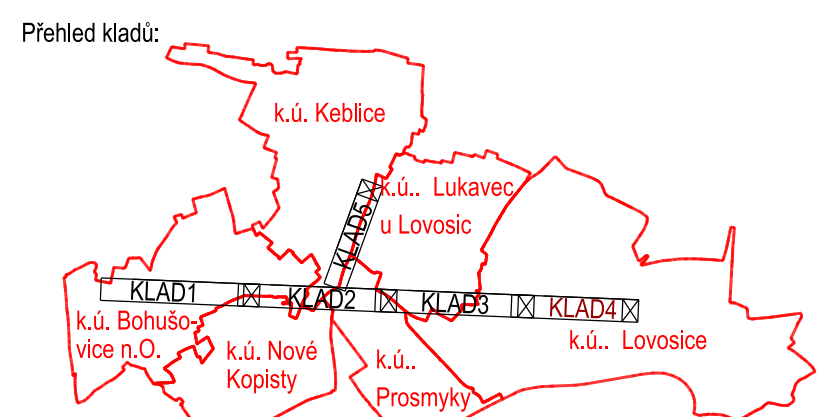 Přehled kladů:
k.ú. Keblice
k.ú.. Lukavec
u Lovosic
KLAD5
KLAD1
KLAD2
KLAD3
KLAD4
k.ú. Bohušo-
vice n.O.
k.ú. Nové
Kopisty
k.ú..
Prosmyky
k.ú.. Lovosice